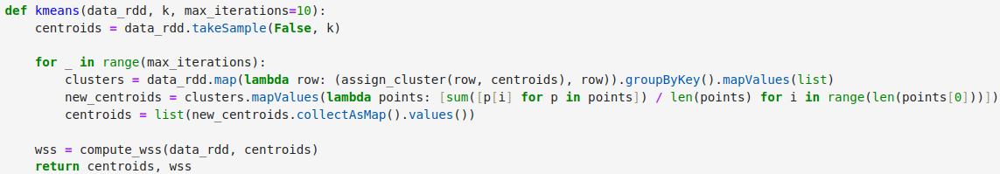 def kmeans(data_rdd, k, max_iterations=10):
    centroids = data_rdd.takeSample(False, k)
    for _ in range(max_iterations):
        clusters = data_rdd.map(lambda row: (assign_cluster(row, centroids), row)).groupByKey().mapValues(list)
        new_centroids = clusters.mapValues(lambda points: [sum([p[i] for p in points]) / len(points) for i in range(len(points[0]))])
        centroids = list(new_centroids.collectAsMap().values())
    wss = compute_wss(data_rdd, centroids)
    return centroids, wss